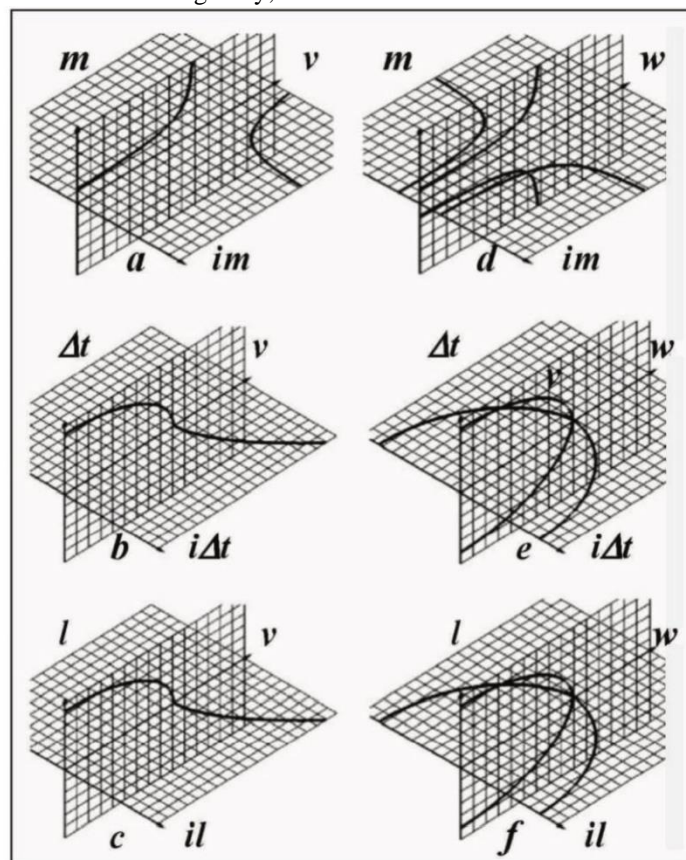 m v m w
a im d im
Δt v Δt w
v
b iΔt e iΔt
l v l w
c il f il